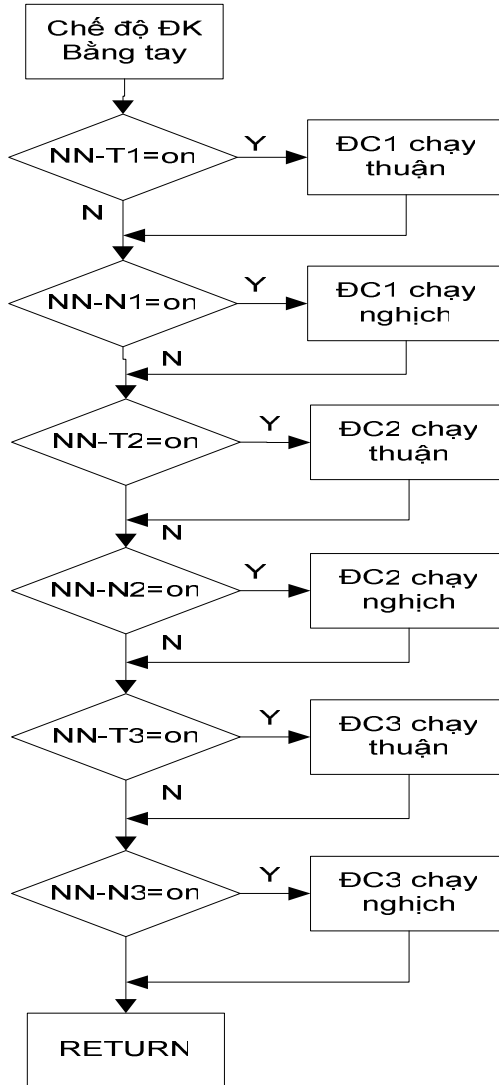 Chế độ ĐK
Bằng tay
NN-T1=on
Y
ĐC1 chạy
thuận
N
NN-N1=on
Y
ĐC1 chạy
nghịch
N
NN-T2=on
Y
ĐC2 chạy
thuận
N
NN-N2=on
Y
ĐC2 chạy
nghịch
N
NN-T3=on
Y
ĐC3 chạy
thuận
N
NN-N3=on
Y
ĐC3 chạy
nghịch
RETURN